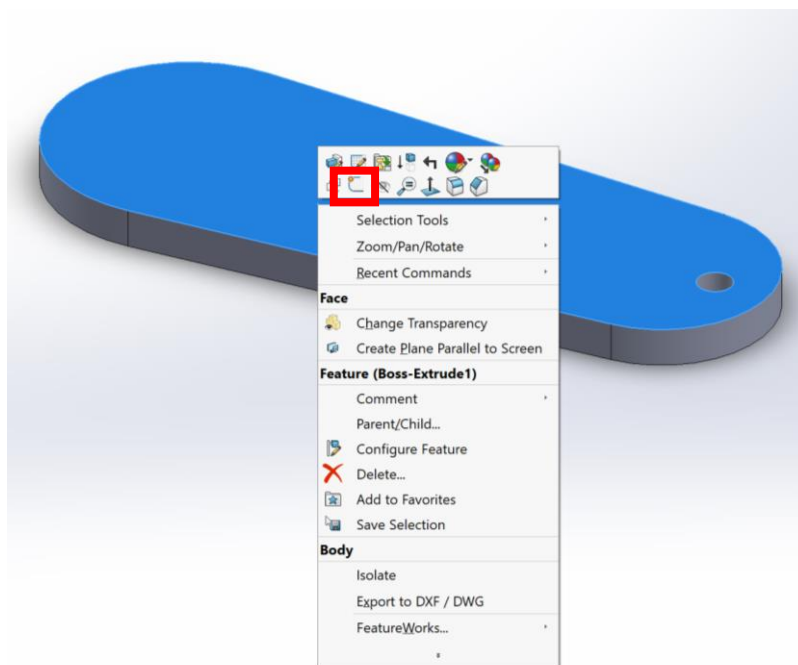 Selection Tools
Zoom/Pan/Rotate
Recent Commands
Face
Change Transparency
Create Plane Parallel to Screen
Feature (Boss-Extrude1)
Comment
Parent/Child...
Configure Feature
Delete...
Add to Favorites
Save Selection
Body
Isolate
Export to DXF / DWG
FeatureWorks...